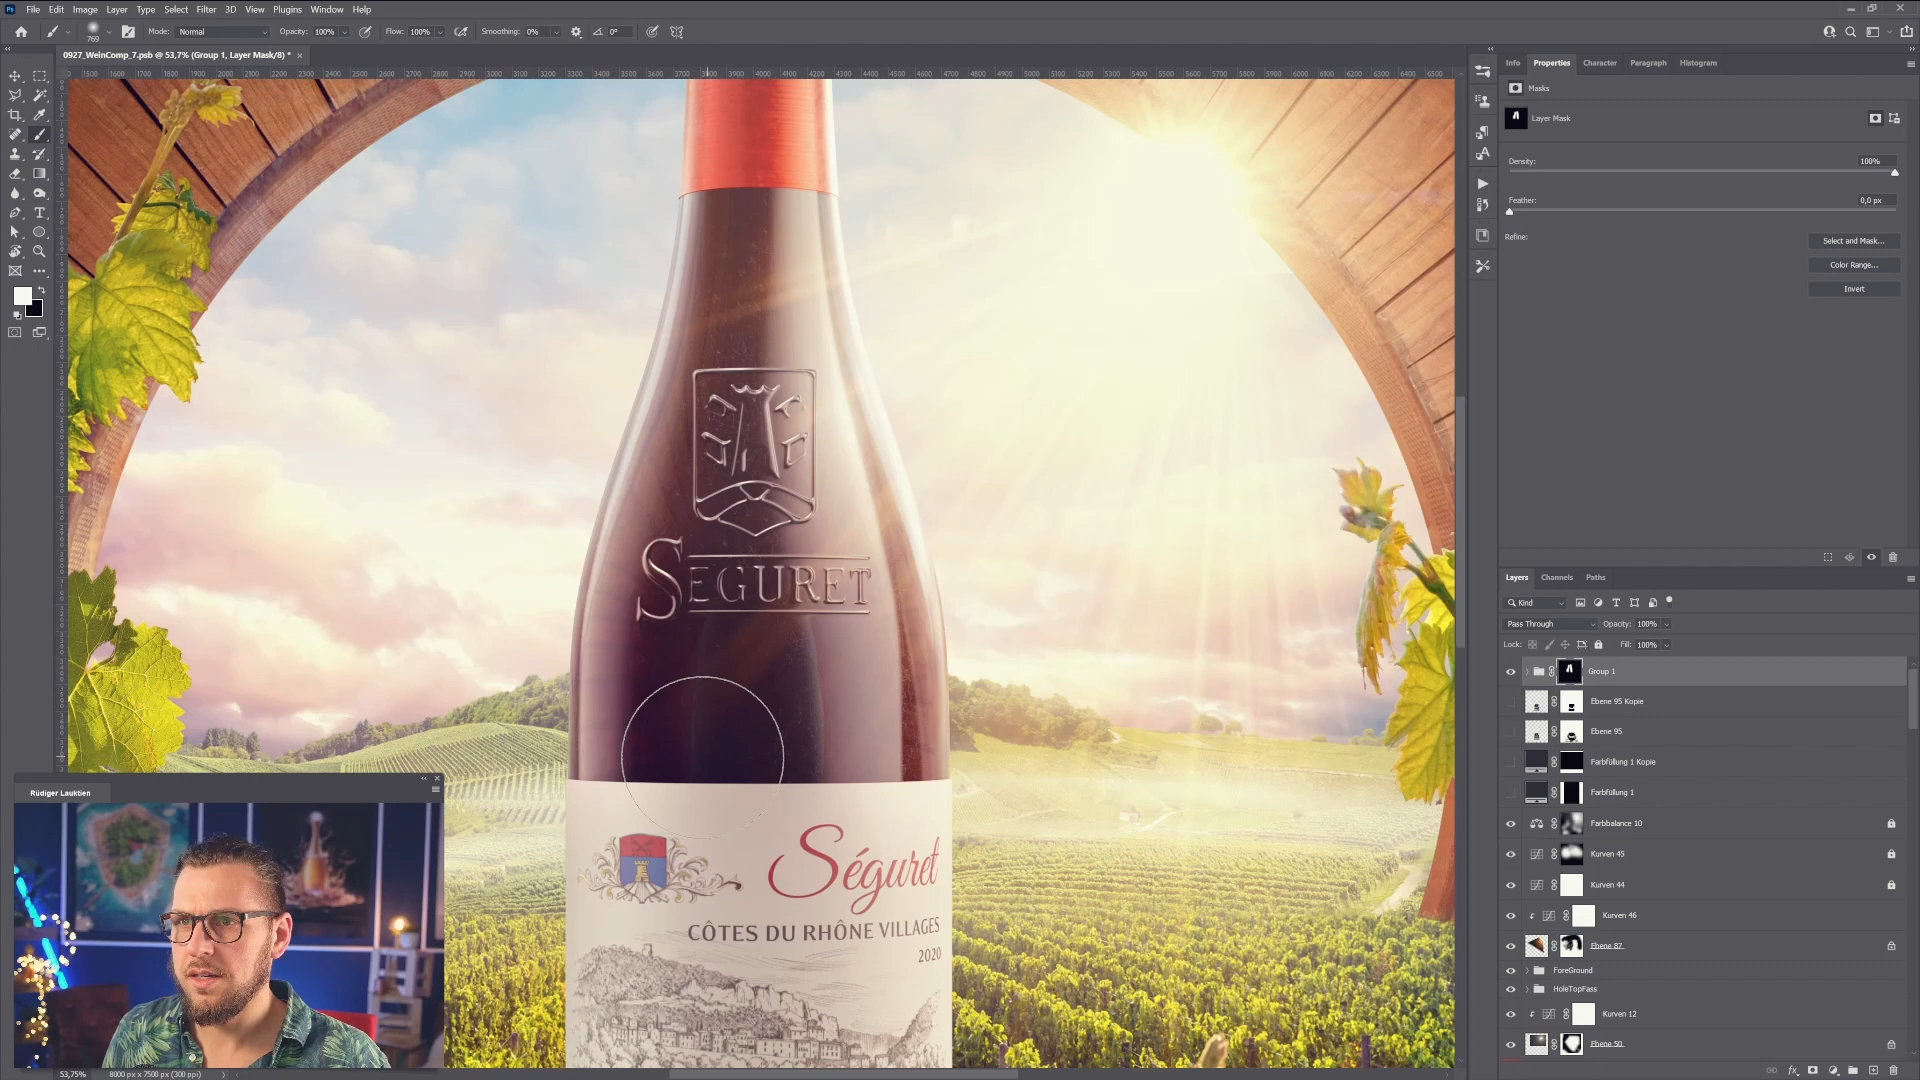 File Edit Image Layer Type Select Filter 3D View Plugins Window Help
769 Mode: Normal Opacity: 100% Flow: 100% Smoothing: 0% 0°
0927_WeinComp_7.psb @ 53,7% (Group 1, Layer Mask/8) *
Info Properties Character Paragraph Histogram
Masks
Layer Mask
Density: 100%
Feather: 0,0 px
Refine:
Select and Mask...
Color Range...
Invert
SEGURET
Séguret
CÔTES DU RHÔNE VILLAGES
2020
Layers Channels Paths
Kind
Pass Through Opacity: 100%
Lock: Fill: 100%
Group 1
Ebene 95 Kopie
Ebene 95
Farbfüllung 1 Kopie
Farbfüllung 1
Farbbalance 10
Kurven 45
Kurven 44
Kurven 46
Ebene 87
ForeGround
HoleTopFass
Kurven 12
Ebene 50
Rüdiger Lauktien
53,75% 8000 px x 7500 px (300 ppi)